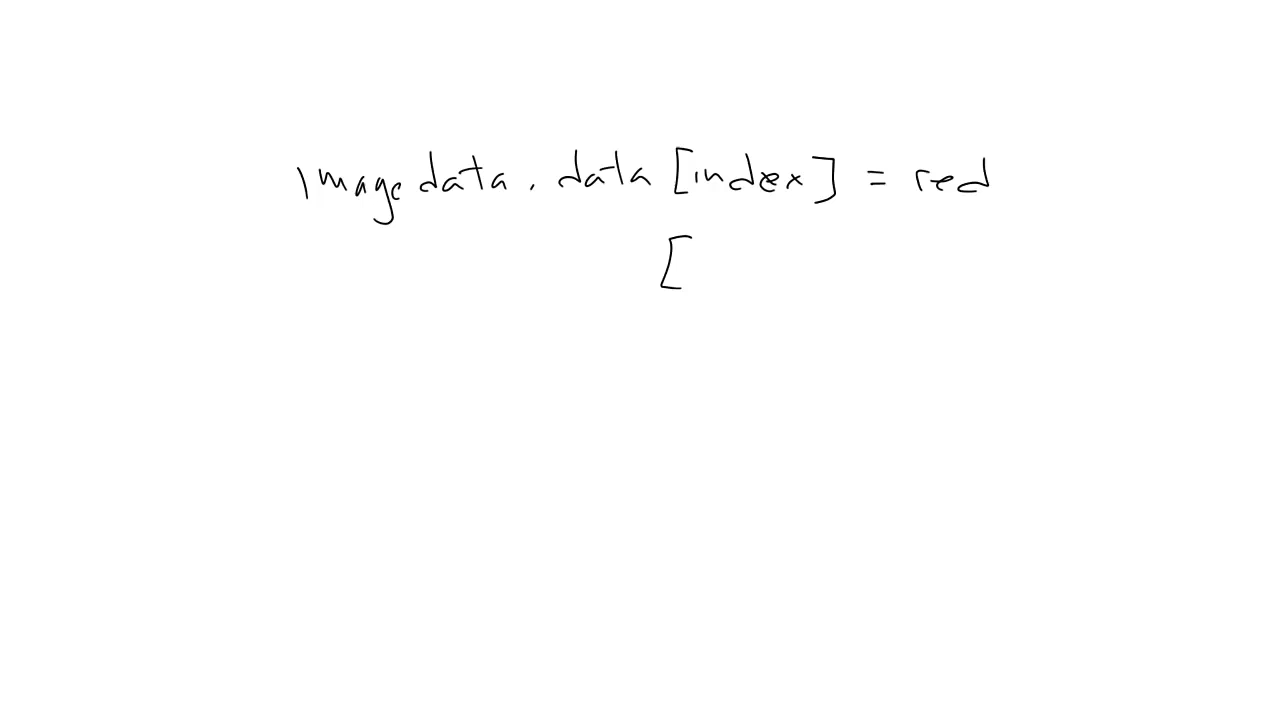 imagedata.data[index] = red
[